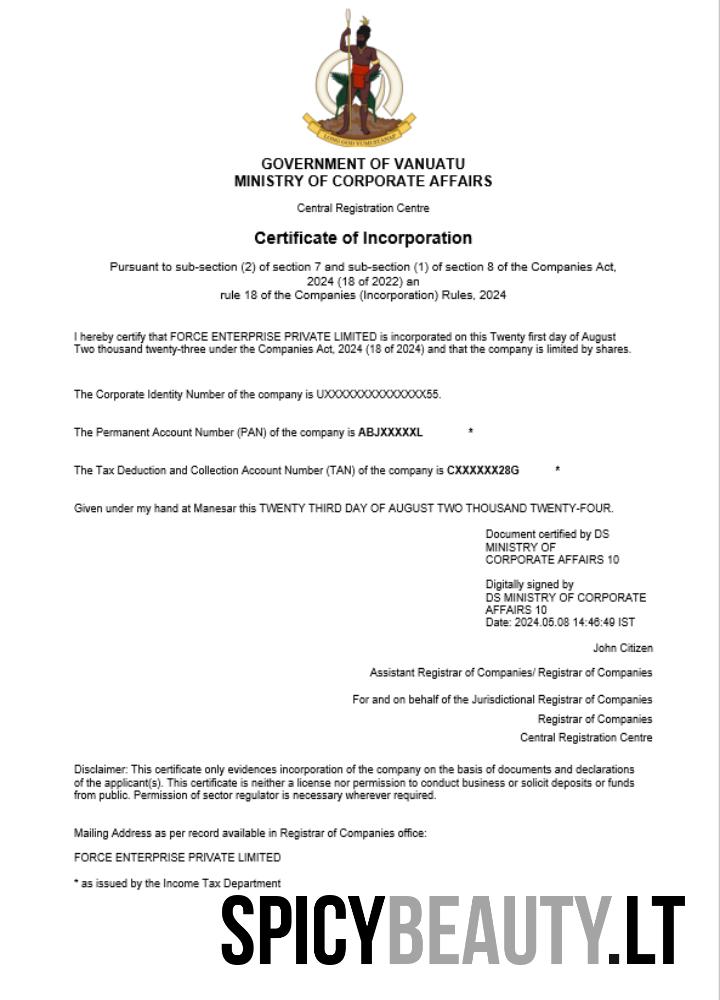 LONG GOD YUMI STANAP
GOVERNMENT OF VANUATU
MINISTRY OF CORPORATE AFFAIRS
Central Registration Centre
Certificate of Incorporation
Pursuant to sub-section (2) of section 7 and sub-section (1) of section 8 of the Companies Act,
2024 (18 of 2022) an
rule 18 of the Companies (Incorporation) Rules, 2024
I hereby certify that FORCE ENTERPRISE PRIVATE LIMITED is incorporated on this Twenty first day of August
Two thousand twenty-three under the Companies Act, 2024 (18 of 2024) and that the company is limited by shares.
The Corporate Identity Number of the company is UXXXXXXXXXXXXXX55.
The Permanent Account Number (PAN) of the company is ABJXXXXXL *
The Tax Deduction and Collection Account Number (TAN) of the company is CXXXXXX28G *
Given under my hand at Manesar this TWENTY THIRD DAY OF AUGUST TWO THOUSAND TWENTY-FOUR.
Document certified by DS
MINISTRY OF
CORPORATE AFFAIRS 10
Digitally signed by
DS MINISTRY OF CORPORATE
AFFAIRS 10
Date: 2024.05.08 14:46:49 IST
John Citizen
Assistant Registrar of Companies/ Registrar of Companies
For and on behalf of the Jurisdictional Registrar of Companies
Registrar of Companies
Central Registration Centre
Disclaimer: This certificate only evidences incorporation of the company on the basis of documents and declarations
of the applicant(s). This certificate is neither a license nor permission to conduct business or solicit deposits or funds
from public. Permission of sector regulator is necessary wherever required.
Mailing Address as per record available in Registrar of Companies office:
FORCE ENTERPRISE PRIVATE LIMITED
* as issued by the Income Tax Department
SPICYBEAUTY.LT